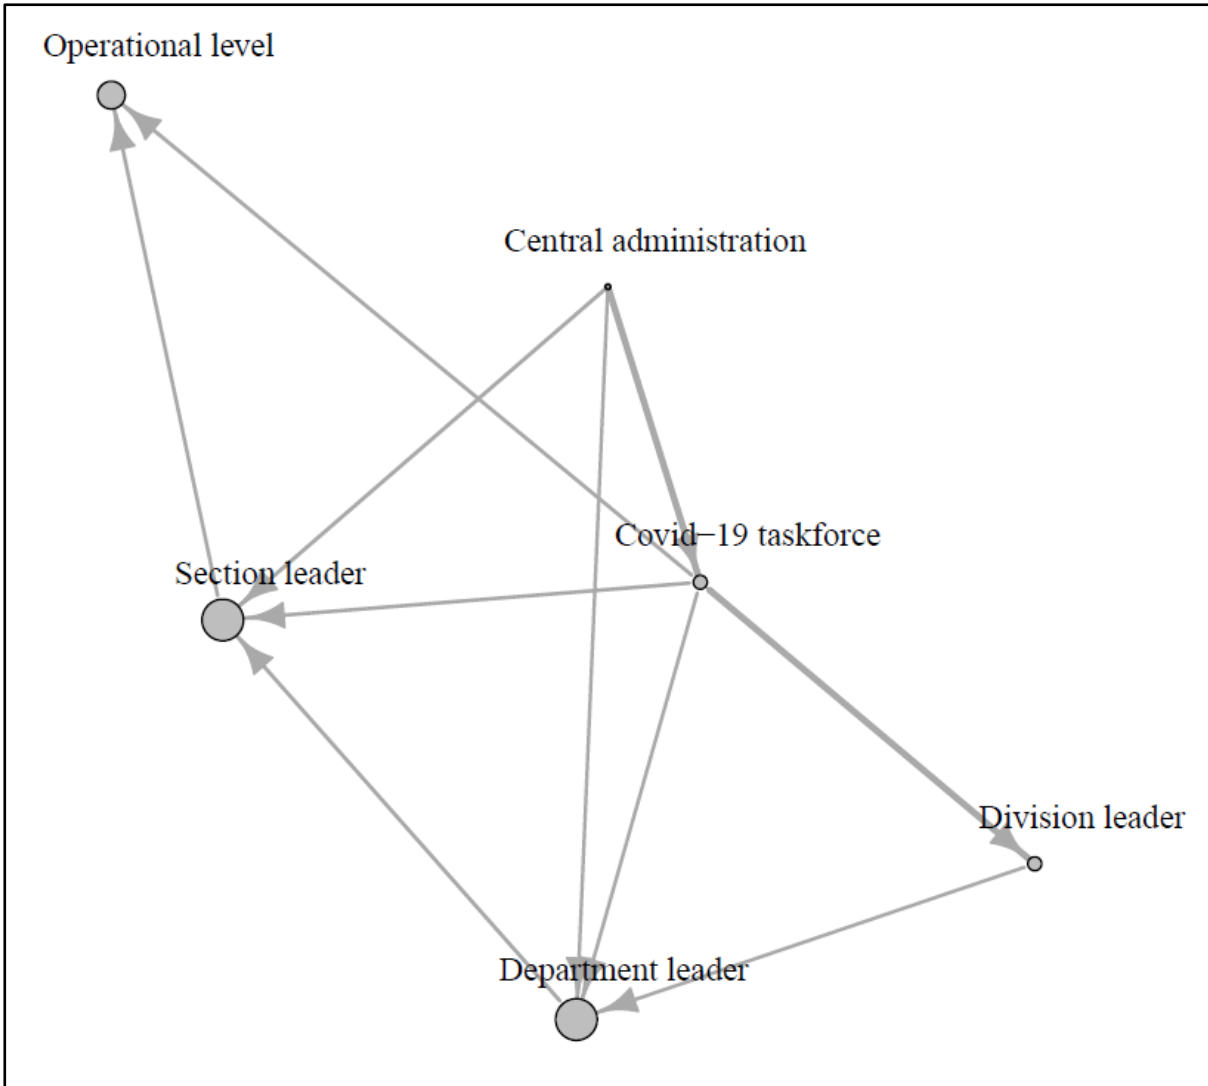 Operational level
Central administration
Covid−19 taskforce
Section leader
Division leader
Department leader